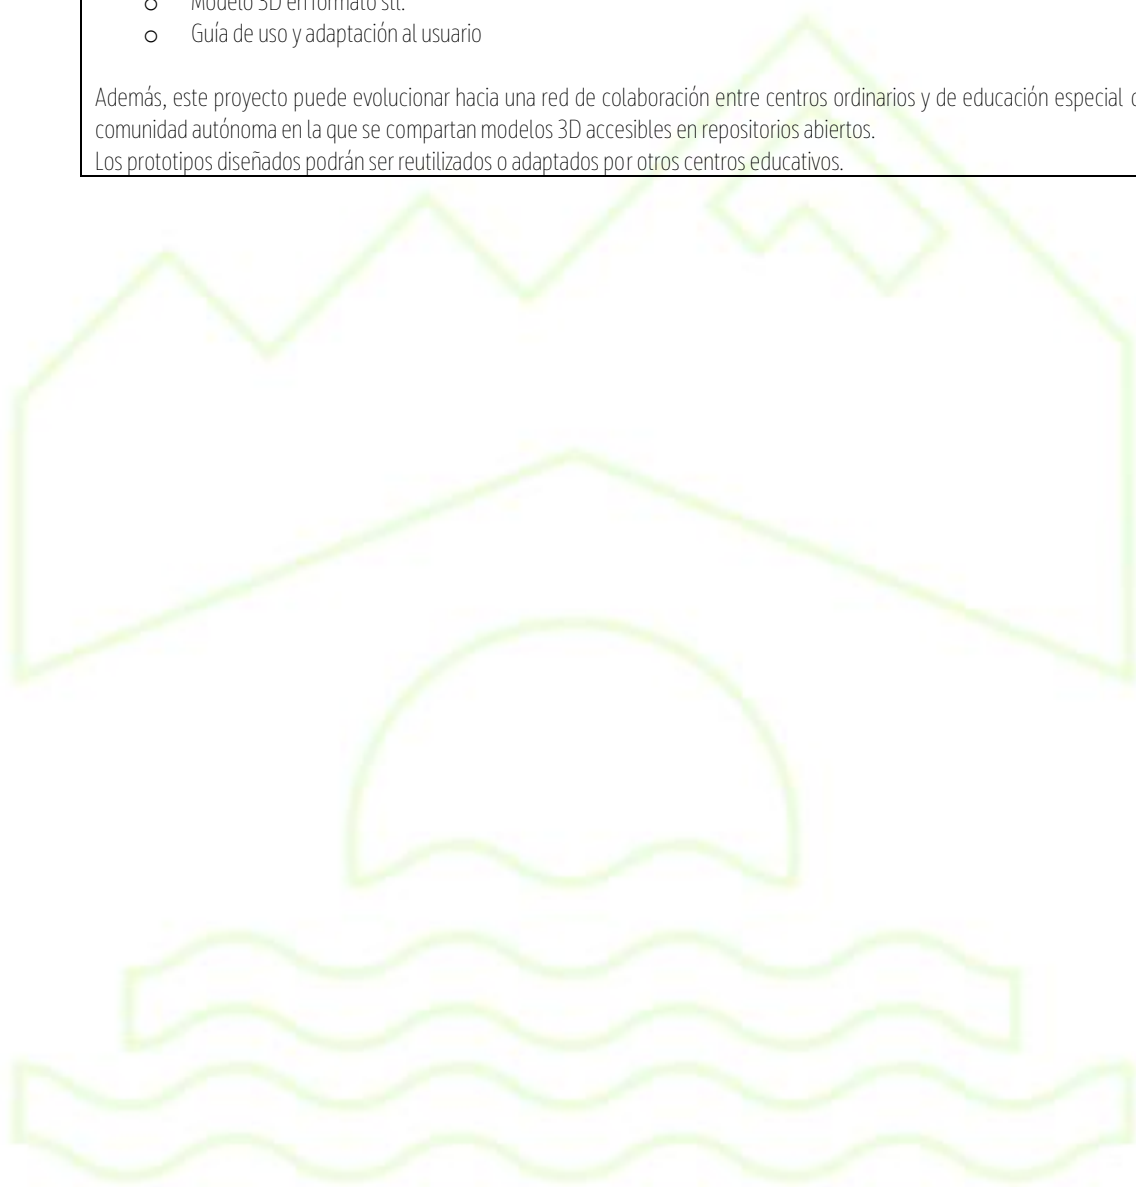 Modelo 3D en formato stl.
Guía de uso y adaptación al usuario
Además, este proyecto puede evolucionar hacia una red de colaboración entre centros ordinarios y de educación especial
comunidad autónoma en la que se compartan modelos 3D accesibles en repositorios abiertos.
Los prototipos diseñados podrán ser reutilizados o adaptados por otros centros educativos.